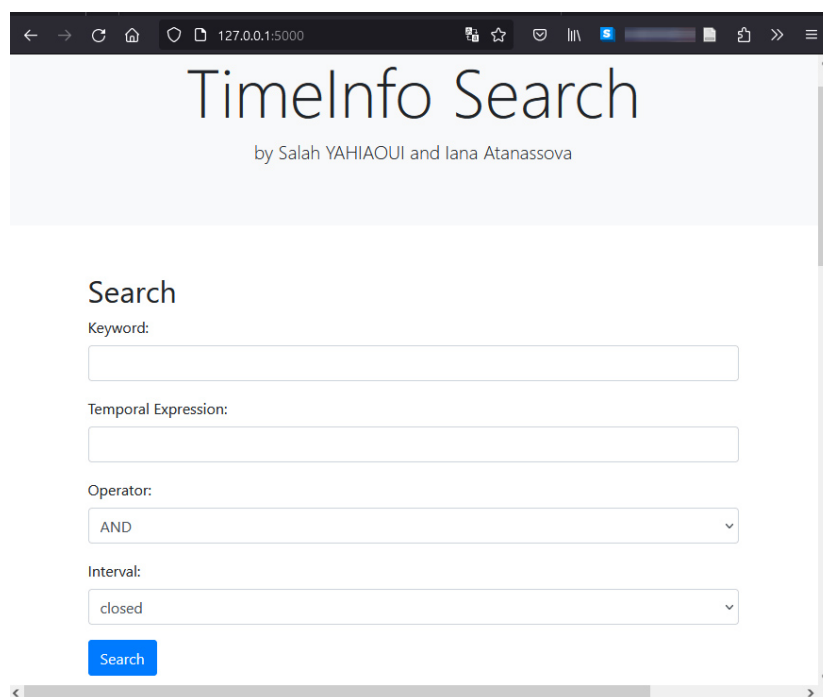 127.0.0.1:5000
TimeInfo Search
by Salah YAHIAOUI and Iana Atanassova
Search
Keyword:
Temporal Expression:
Operator:
AND
Interval:
closed
Search